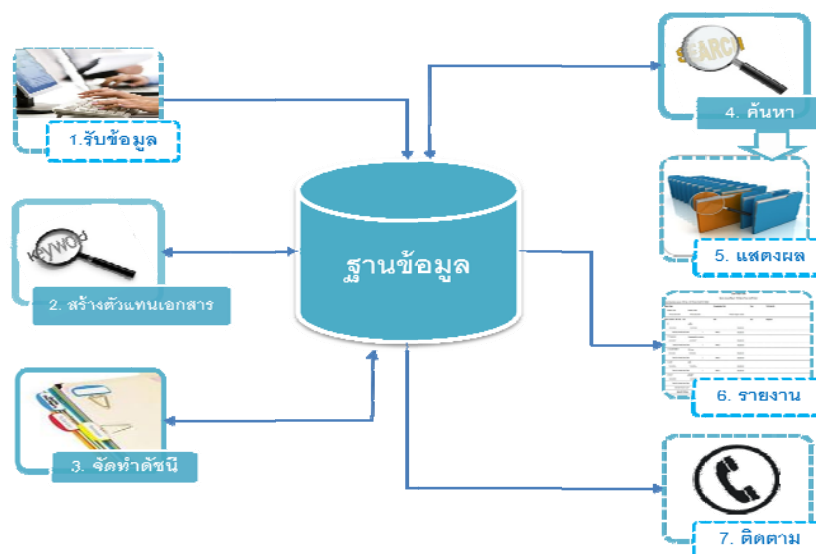 1.รับข้อมูล
KEYWORD
2. สร้างตัวแทนเอกสาร
3. จัดทำดัชนี
ฐานข้อมูล
SEARCH
4. ค้นหา
5. แสดงผล
6. รายงาน
7. ติดตาม